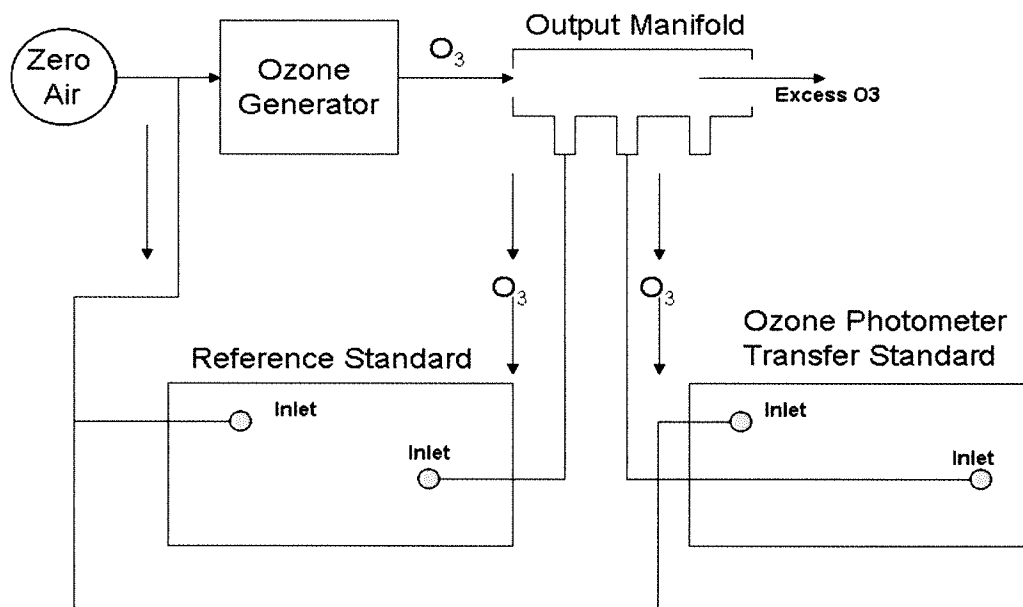 Zero
Air
Ozone
Generator
O3
Output Manifold
Excess O3
O3
O3
Reference Standard
Inlet
Inlet
Ozone Photometer
Transfer Standard
Inlet
Inlet